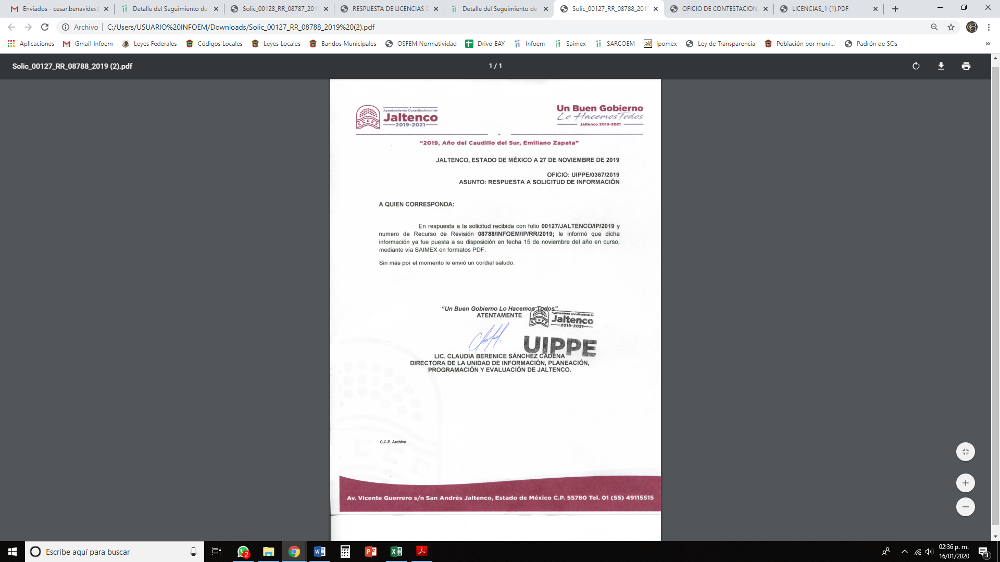 Enviados - cesar.benavides
Detalle del Seguimiento de
Solic_00128_RR_08787_2019
RESPUESTA DE LICENCIAS D
Detalle del Seguimiento de
Solic_00127_RR_08788_2019
OFICIO DE CONTESTACION
LICENCIAS_1 (1).PDF
Archivo
C:/Users/USUARIO%20INFOEM/Downloads/Solic_00127_RR_08788_2019%20(2).pdf
Aplicaciones
Gmail-Infoem
Leyes Federales
Códigos Locales
Leyes Locales
Bandos Municipales
OSFEM Normatividad
Drive-EAY
Infoem
Saimex
SARCOEM
Ipomex
Ley de Transparencia
Población por muni...
Padrón de SOs
»
Solic_00127_RR_08788_2019 (2).pdf
1 / 1
Ayuntamiento Constitucional de
Jaltenco
2019-2021
Un Buen Gobierno
Lo Hacemos Todos
Jaltenco 2019-2021
“2019, Año del Caudillo del Sur, Emiliano Zapata”
JALTENCO, ESTADO DE MÉXICO A 27 DE NOVIEMBRE DE 2019
OFICIO: UIPPE/0367/2019
ASUNTO: RESPUESTA A SOLICITUD DE INFORMACIÓN
A QUIEN CORRESPONDA:
En respuesta a la solicitud recibida con folio 00127/JALTENCO/IP/2019 y
numero de Recurso de Revisión 08788/INFOEM/IP/RR/2019; le informó que dicha
información ya fue puesta a su disposición en fecha 15 de noviembre del año en curso,
mediante vía SAIMEX en formatos PDF.
Sin más por el momento le envió un cordial saludo.
“Un Buen Gobierno Lo Hacemos Todos”
ATENTAMENTE
Ayuntamiento Constitucional de
Jaltenco
2019-2021
UIPPE
LIC. CLAUDIA BERENICE SÁNCHEZ CADENA
DIRECTORA DE LA UNIDAD DE INFORMACIÓN, PLANEACIÓN,
PROGRAMACIÓN Y EVALUACIÓN DE JALTENCO.
C.C.P. Archivo
Av. Vicente Guerrero s/n San Andrés Jaltenco, Estado de México C.P. 55780 Tel. 01 (55) 49115515
Escribe aquí para buscar
2
02:36 p. m.
16/01/2020
3